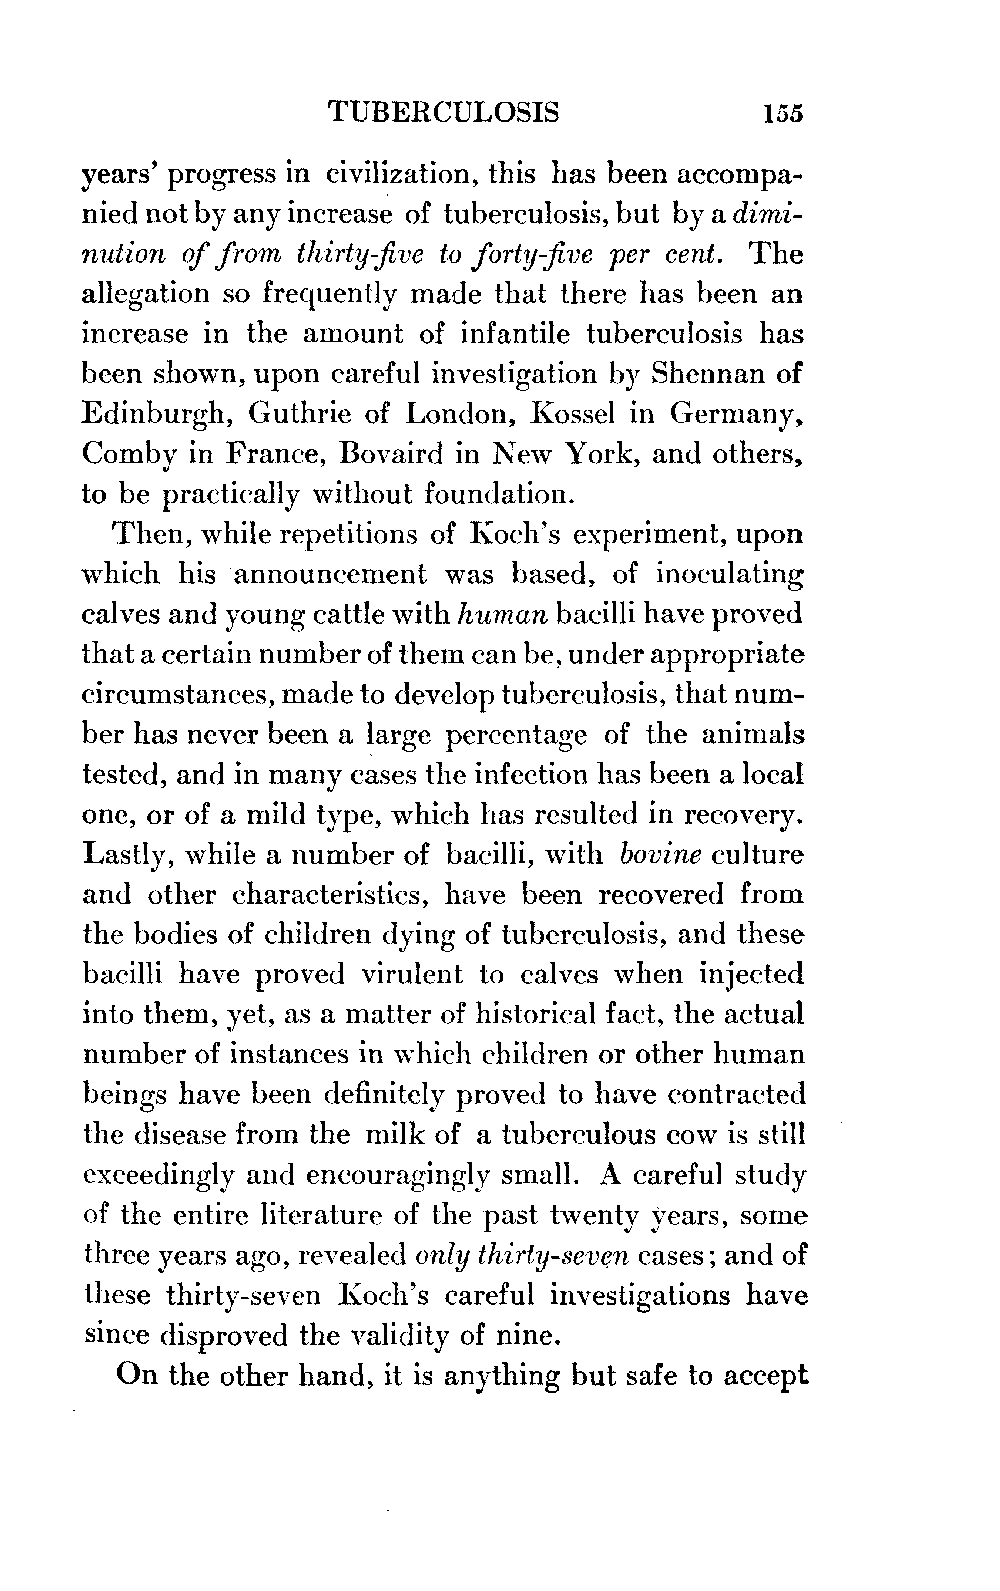 TUBERCULOSIS 155
years' progress in civilization, this has been accompa-
nied not by any increase of tuberculosis, but by a dimi-
nution of from thirty-five to forty-five per cent. The
allegation so frequently made that there has been an
increase in the amount of infantile tuberculosis has
been shown, upon careful investigation by Shennan of
Edinburgh, Guthrie of London, Kossel in Germany,
Comby in France, Bovaird in New York, and others,
to be practically without foundation.
Then, while repetitions of Koch's experiment, upon
which his announcement was based, of inoculating
calves and young cattle with human bacilli have proved
that a certain number of them can be, under appropriate
circumstances, made to develop tuberculosis, that num-
ber has never been a large percentage of the animals
tested, and in many cases the infection has been a local
one, or of a mild type, which has resulted in recovery.
Lastly, while a number of bacilli, with bovine culture
and other characteristics, have been recovered from
the bodies of children dying of tuberculosis, and these
bacilli have proved virulent to calves when injected
into them, yet, as a matter of historical fact, the actual
number of instances in which children or other human
beings have been definitely proved to have contracted
the disease from the milk of a tuberculous cow is still
exceedingly and encouragingly small. A careful study
of the entire literature of the past twenty years, some
three years ago, revealed only thirty-seven cases; and of
these thirty-seven Koch's careful investigations have
since disproved the validity of nine.
On the other hand, it is anything but safe to accept